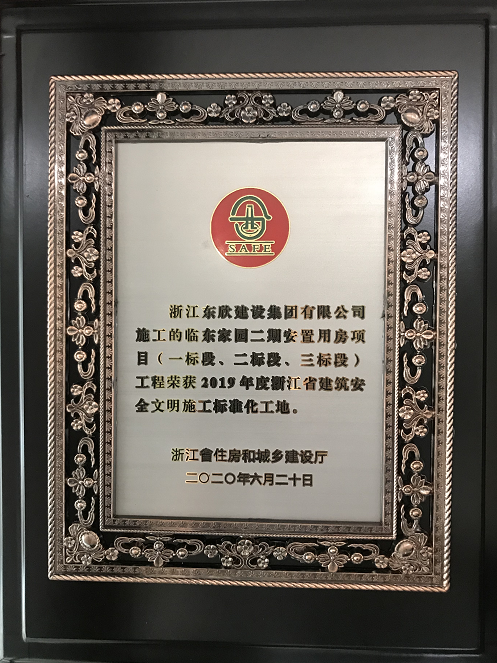 SAFE
浙江东欣建设集团有限公司
施工的临东家园二期安置用房项
目（一标段、二标段、三标段）
工程荣获2019年度浙江省建筑安
全文明施工标准化工地。
浙江省住房和城乡建设厅
二〇二〇年六月二十日